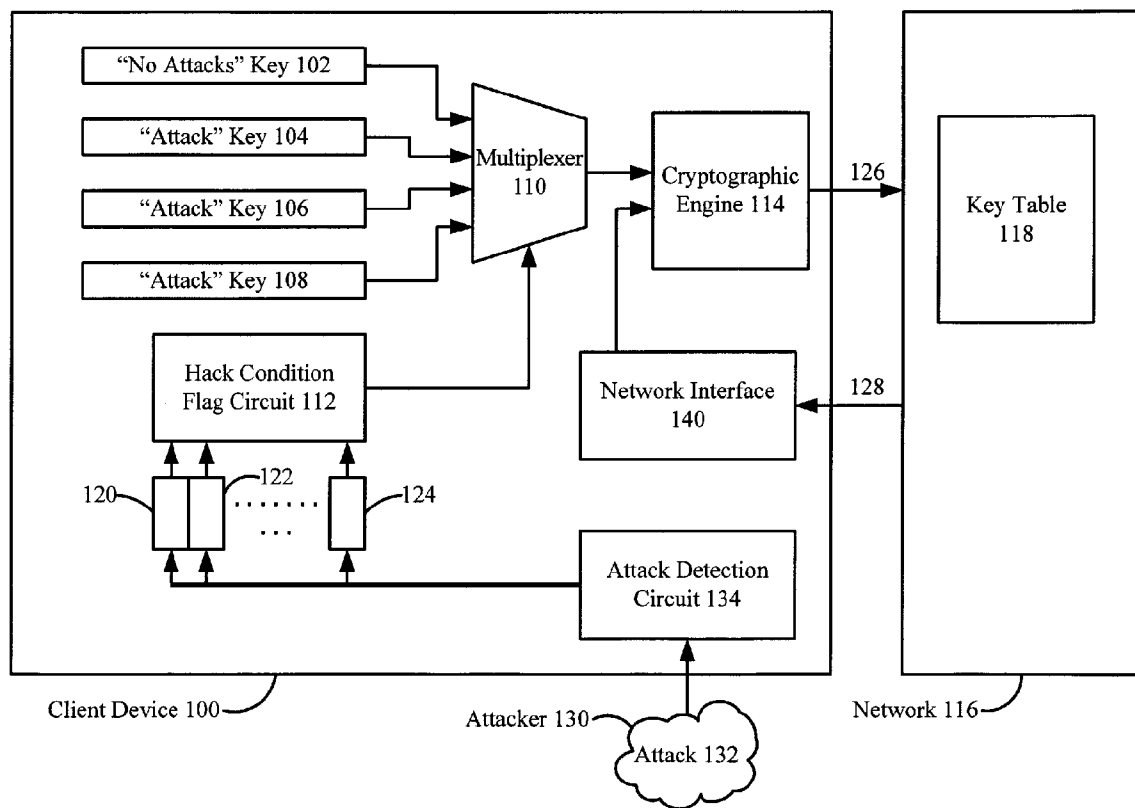 “No Attacks” Key 102
“Attack” Key 104
“Attack” Key 106
“Attack” Key 108
Multiplexer
110
Cryptographic
Engine 114
126
Key Table
118
Hack Condition
Flag Circuit 112
Network Interface
140
128
120
122
124
Attack Detection
Circuit 134
Client Device 100
Attacker 130
Attack 132
Network 116